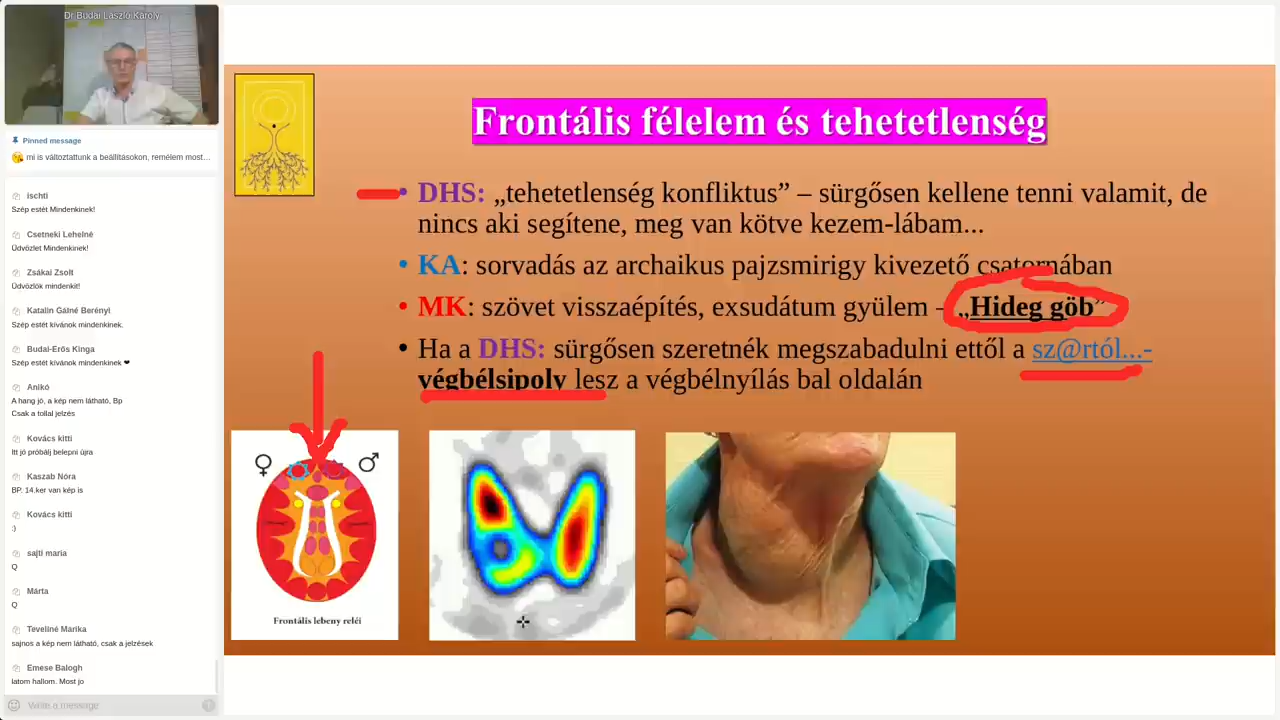 Dr Budai László Károly
Pinned message
mi is változtattunk a beállításokon, remélem most...
ischti
Szép estét Mindenkinek!
Csetneki Lehelné
Üdvözlet Mindenkinek!
Zsákai Zsolt
Üdvözlök mindenkit!
Katalin Gálné Berényi
Szép estét kívánok mindenkinek.
Budai-Erős Kinga
Szép estét kívánok mindenkinek ❤
Anikó
A hang jó, a kép nem látható, Bp
Csak a tollal jelzés
Kovács kitti
Itt jó próbálj belepni újra
Kaszab Nóra
BP. 14.ker van kép is
Kovács kitti
:)
sajti maria
Q
Márta
Q
Teveliné Marika
sajnos a kép nem látható, csak a jelzések
Emese Balogh
latom hallom. Most jo
Write a message
Frontális félelem és tehetetlenség
• DHS: „tehetetlenség konfliktus” – sürgősen kellene tenni valamit, de
nincs aki segítene, meg van kötve kezem-lábam...
• KA: sorvadás az archaikus pajzsmirigy kivezető csatornában
• MK: szövet visszaépítés, exsudátum gyülem – „Hideg göb”
• Ha a DHS: sürgősen szeretnék megszabadulni ettől a sz@rtól...-
végbélsipoly lesz a végbélnyílás bal oldalán
♀ ♂
Frontális lebeny reléi